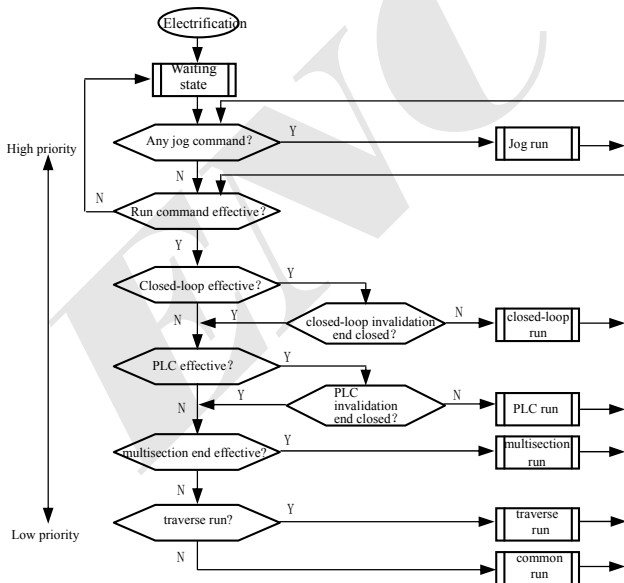 ENC
Electrification
Waiting
state
Any jog command?
Y
Jog run
High priority
N
N
Run command effective?
Y
Closed-loop effective?
Y
N
Y
closed-loop invalidation
end closed?
N
closed-loop
run
PLC effective?
Y
N
Y
PLC
invalidation
end closed?
N
PLC run
multisection end effective?
Y
multisection
run
N
traverse run?
Y
traverse
run
Low priority
N
common
run